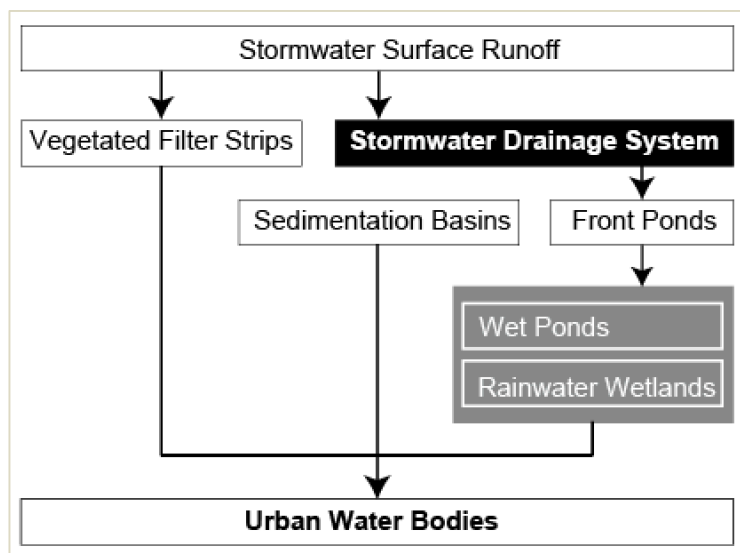 Stormwater Surface Runoff
Vegetated Filter Strips
Stormwater Drainage System
Sedimentation Basins
Front Ponds
Wet Ponds
Rainwater Wetlands
Urban Water Bodies